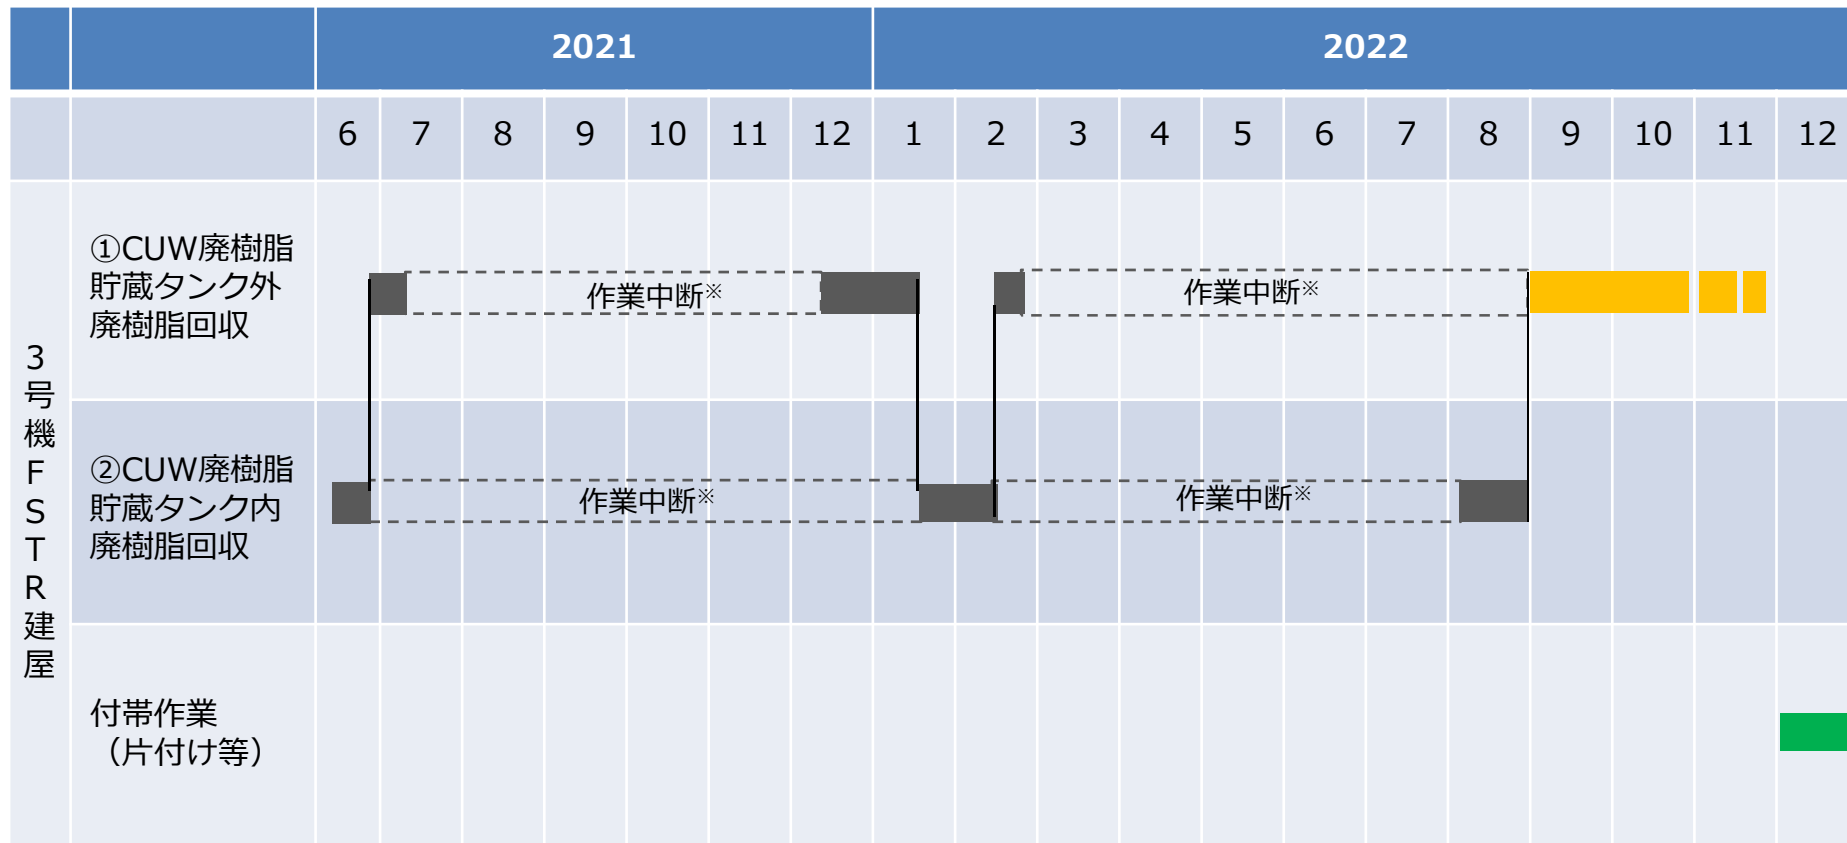 2021
2022
6 7 8 9 10 11 12 1 2 3 4 5 6 7 8 9 10 11 12
3号機FSTR建屋
①CUW廃樹脂
貯蔵タンク外
廃樹脂回収
作業中断※
作業中断※
②CUW廃樹脂
貯蔵タンク内
廃樹脂回収
作業中断※
作業中断※
付帯作業
（片付け等）